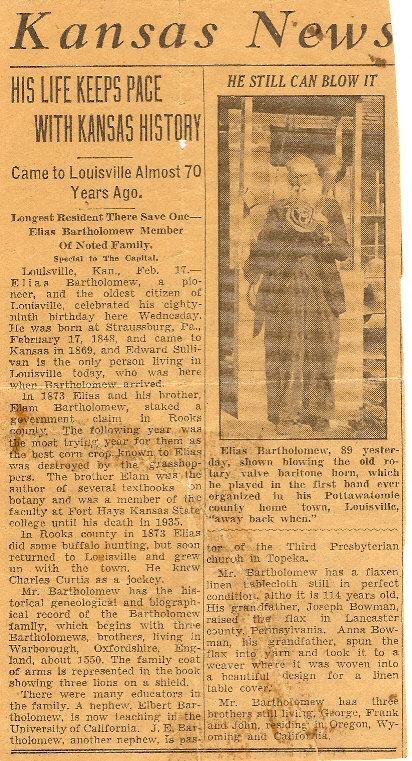 Kansas News
HIS LIFE KEEPS PACE
WITH KANSAS HISTORY
Came to Louisville Almost 70
Years Ago.
Longest Resident There Save One—
Elias Bartholomew Member
Of Noted Family.
Special to The Capital.
Louisville, Kan., Feb. 17.—
Elias Bartholomew, a pio-
neer, and the oldest citizen of
Louisville, celebrated his eighty-
ninth birthday here Wednesday.
He was born at Straussburg, Pa.,
February 17, 1848, and came to
Kansas in 1869, and Edward Sulli-
van is the only person living in
Louisville today, who was here
when Bartholomew arrived.
In 1873 Elias and his brother,
Elam Bartholomew, staked a
government claim in Rooks
county. The following year was
the most trying year for them as
the best corn crop known to Elias
was destroyed by the grasshop-
pers. The brother Elam was the
author of several textbooks on
botany and was a member of the
faculty at Fort Hays Kansas State
college until his death in 1935.
In Rooks county in 1873 Elias
did some buffalo hunting, but soon
returned to Louisville and grew
up with the town. He knew
Charles Curtis as a jockey.
Mr. Bartholomew has the his-
torical geneological and biograph-
ical record of the Bartholomew
family, which begins with three
Bartholomews, brothers, living in
Warborough, Oxfordshire, Eng-
land, about 1550. The family coat
of arms is represented in the book
showing three lions on a shield.
There were many educators in
the family. A nephew, Elbert Bar-
tholomew, is now teaching in the
University of California. J. E. Bar-
tholomew, another nephew, is pas-
HE STILL CAN BLOW IT
Elias Bartholomew, 89 yester-
day, shown blowing the old ro-
tary valve baritone horn, which
he played in the first band ever
organized in his Pottawatomie
county home town, Louisville,
"away back when."
tor of the Third Presbyterian
church in Topeka.
Mr. Bartholomew has a flaxen
linen tablecloth still in perfect
condition, altho it is 114 years old.
His grandfather, Joseph Bowman,
raised the flax in Lancaster
county, Pennsylvania. Anna Bow-
man, his grandfather, spun the
flax into yarn and took it to a
weaver where it was woven into
a beautiful design for a linen
table cover.
Mr. Bartholomew has three
brothers still living, George, Frank
and John, residing in Oregon, Wy-
oming and California.